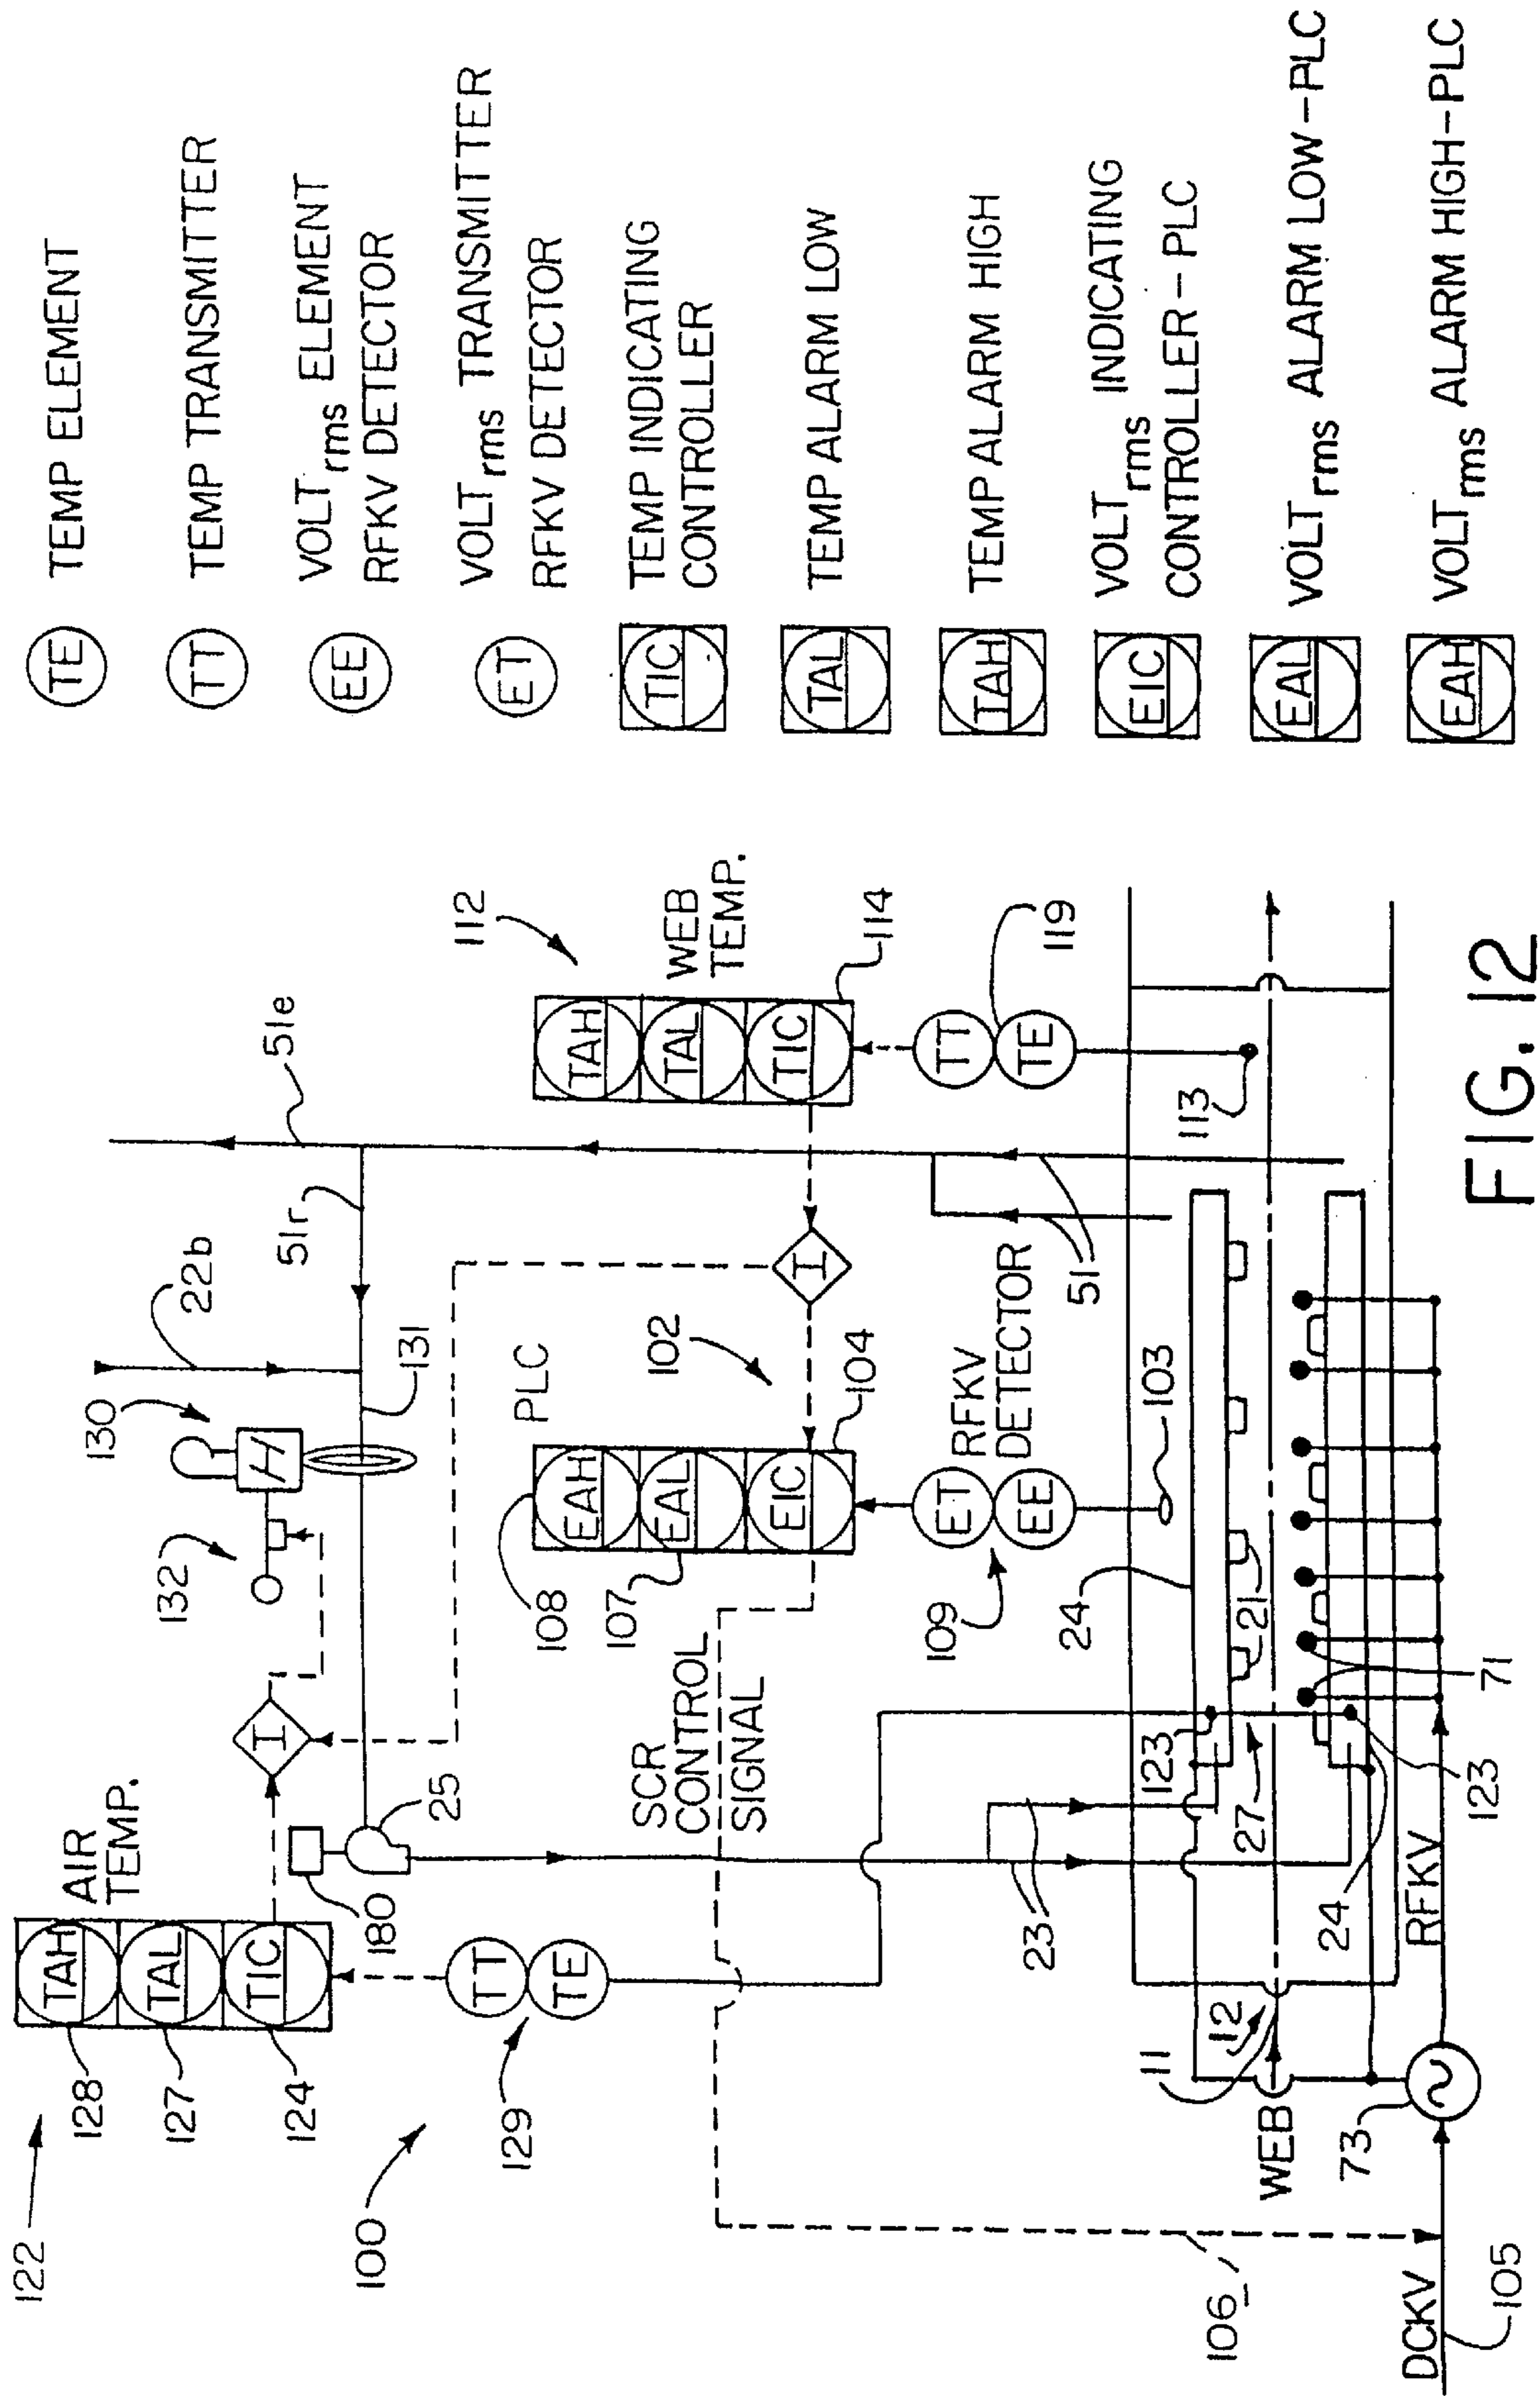 122
128
127
124
TAH
TAL
TIC
AIR
TEMP.
100
129
TT
TE
180
25
I
132
130
H
22b
131
51r
51e
112
WEB
TEMP.
TAH
TAL
TIC
114
TT
TE
119
113
I
PLC
102
104
108
107
EAH
EAL
EIC
SCR
CONTROL
SIGNAL
RFKV
DETECTOR
ET
EE
109
103
51
24
21
123
27
23
24
12
11
WEB
73
RFKV
123
71
106
DCKV
105
TE TEMP ELEMENT
TT TEMP TRANSMITTER
EE VOLTrms ELEMENT
RFKV DETECTOR
ET VOLTrms TRANSMITTER
RFKV DETECTOR
TIC TEMP INDICATING
CONTROLLER
TAL TEMP ALARM LOW
TAH TEMP ALARM HIGH
EIC VOLTrms INDICATING
CONTROLLER-PLC
EAL VOLTrms ALARM LOW-PLC
EAH VOLTrms ALARM HIGH-PLC
FIG. 12